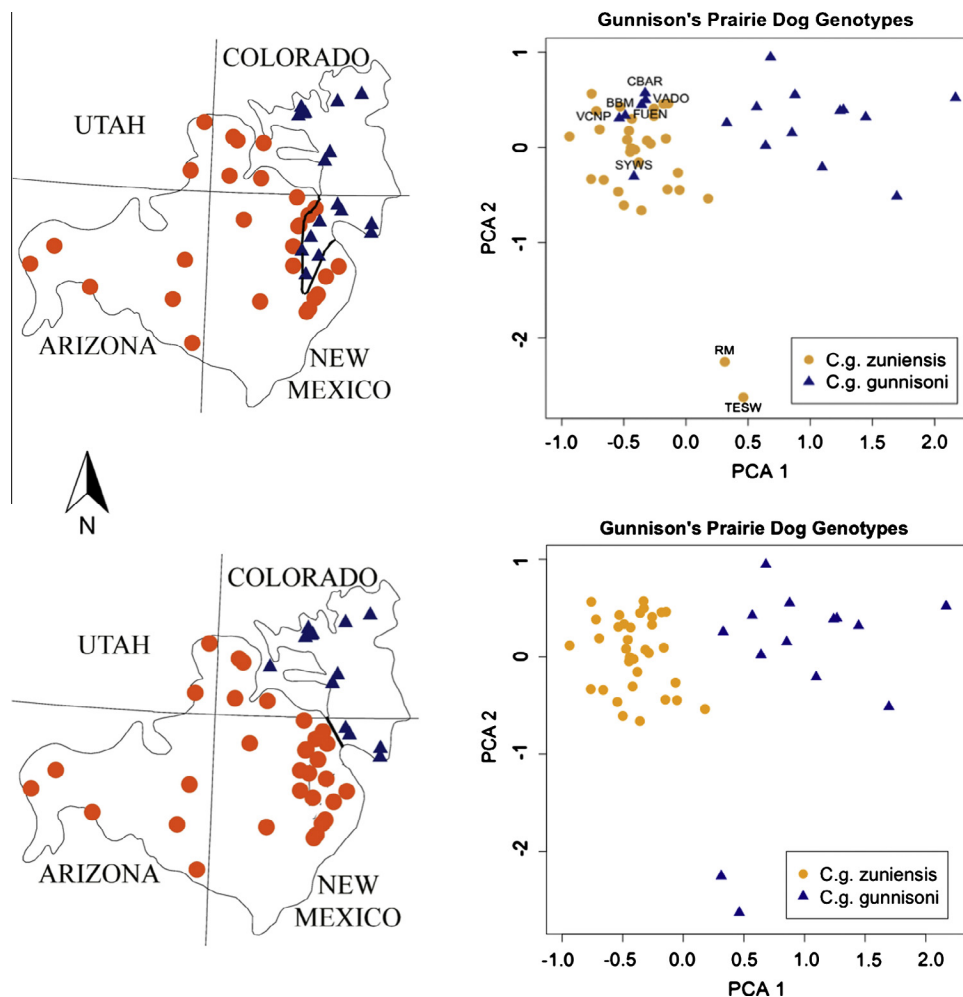 COLORADO
UTAH
ARIZONA
NEW
MEXICO
N
Gunnison's Prairie Dog Genotypes
1
0
-1
-2
PCA 2
CBAR
BBM
VADO
VCNP
FUEN
SYWS
RM
TESW
C.g. zuniensis
C.g. gunnisoni
-1.0 -0.5 0.0 0.5 1.0 1.5 2.0
PCA 1
COLORADO
UTAH
ARIZONA
NEW
MEXICO
Gunnison's Prairie Dog Genotypes
1
0
-1
-2
PCA 2
C.g. zuniensis
C.g. gunnisoni
-1.0 -0.5 0.0 0.5 1.0 1.5 2.0
PCA 1